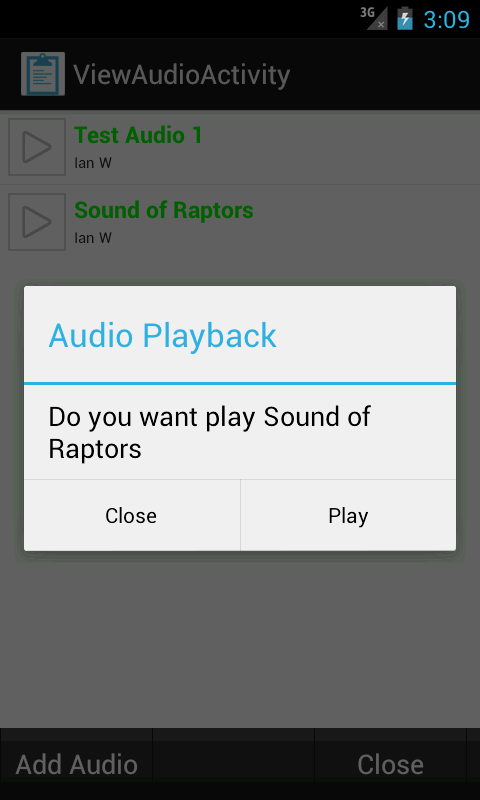 3G 3:09
ViewAudioActivity
Test Audio 1
Ian W
Sound of Raptors
Ian W
Audio Playback
Do you want play Sound of
Raptors
Close Play
Add Audio Close